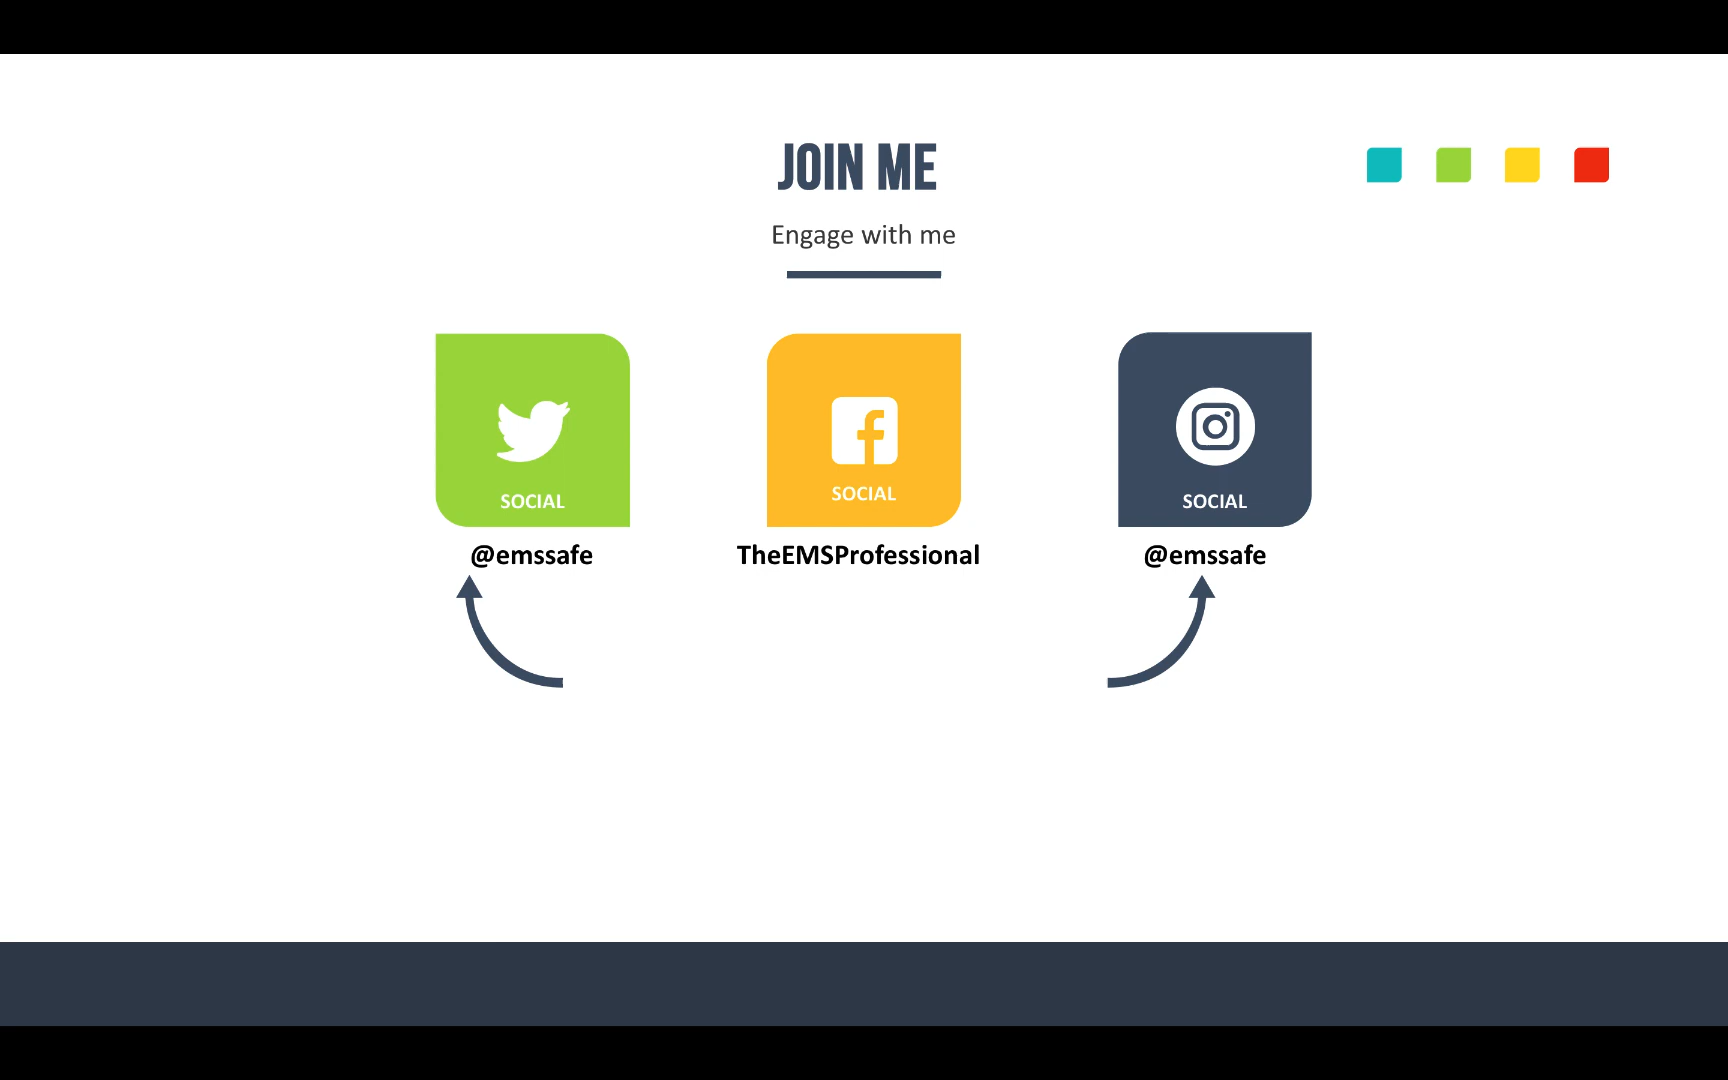 JOIN ME
Engage with me
SOCIAL
SOCIAL
SOCIAL
@emssafe
TheEMSProfessional
@emssafe